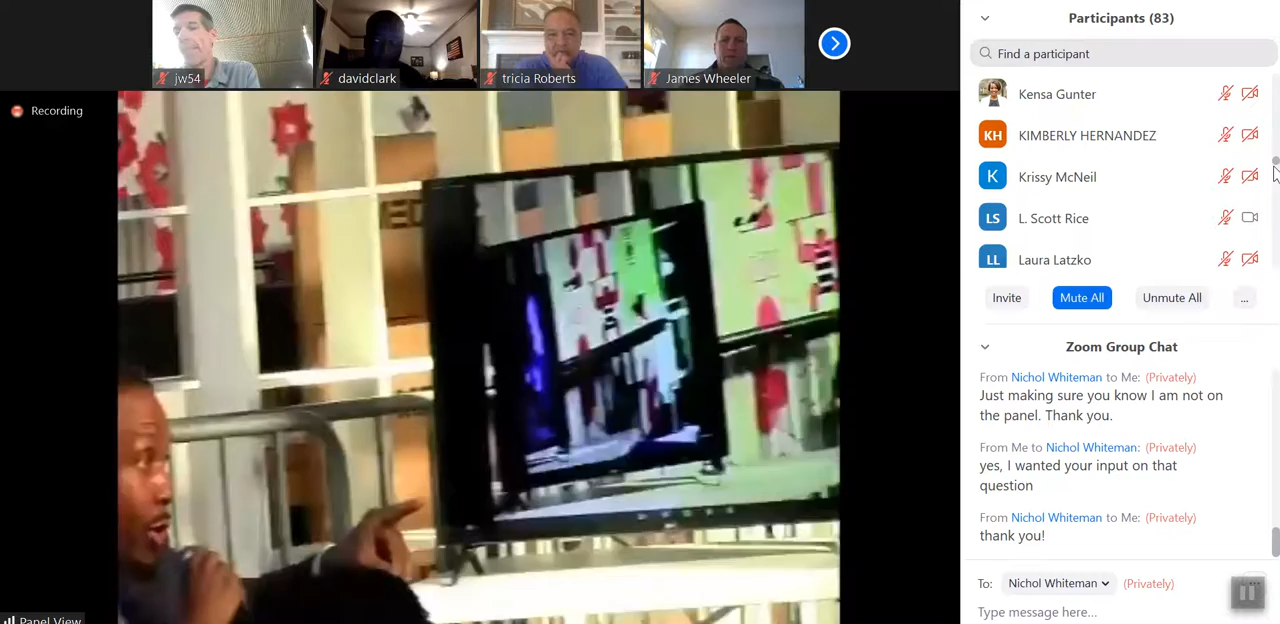 jw54
davidclark
tricia Roberts
James Wheeler
Recording
Panel View
Participants (83)
Find a participant
Kensa Gunter
KH KIMBERLY HERNANDEZ
K Krissy McNeil
LS L. Scott Rice
LL Laura Latzko
Invite
Mute All
Unmute All
...
Zoom Group Chat
From Nichol Whiteman to Me: (Privately)
Just making sure you know I am not on
the panel. Thank you.
From Me to Nichol Whiteman: (Privately)
yes, I wanted your input on that
question
From Nichol Whiteman to Me: (Privately)
thank you!
To: Nichol Whiteman (Privately)
Type message here...